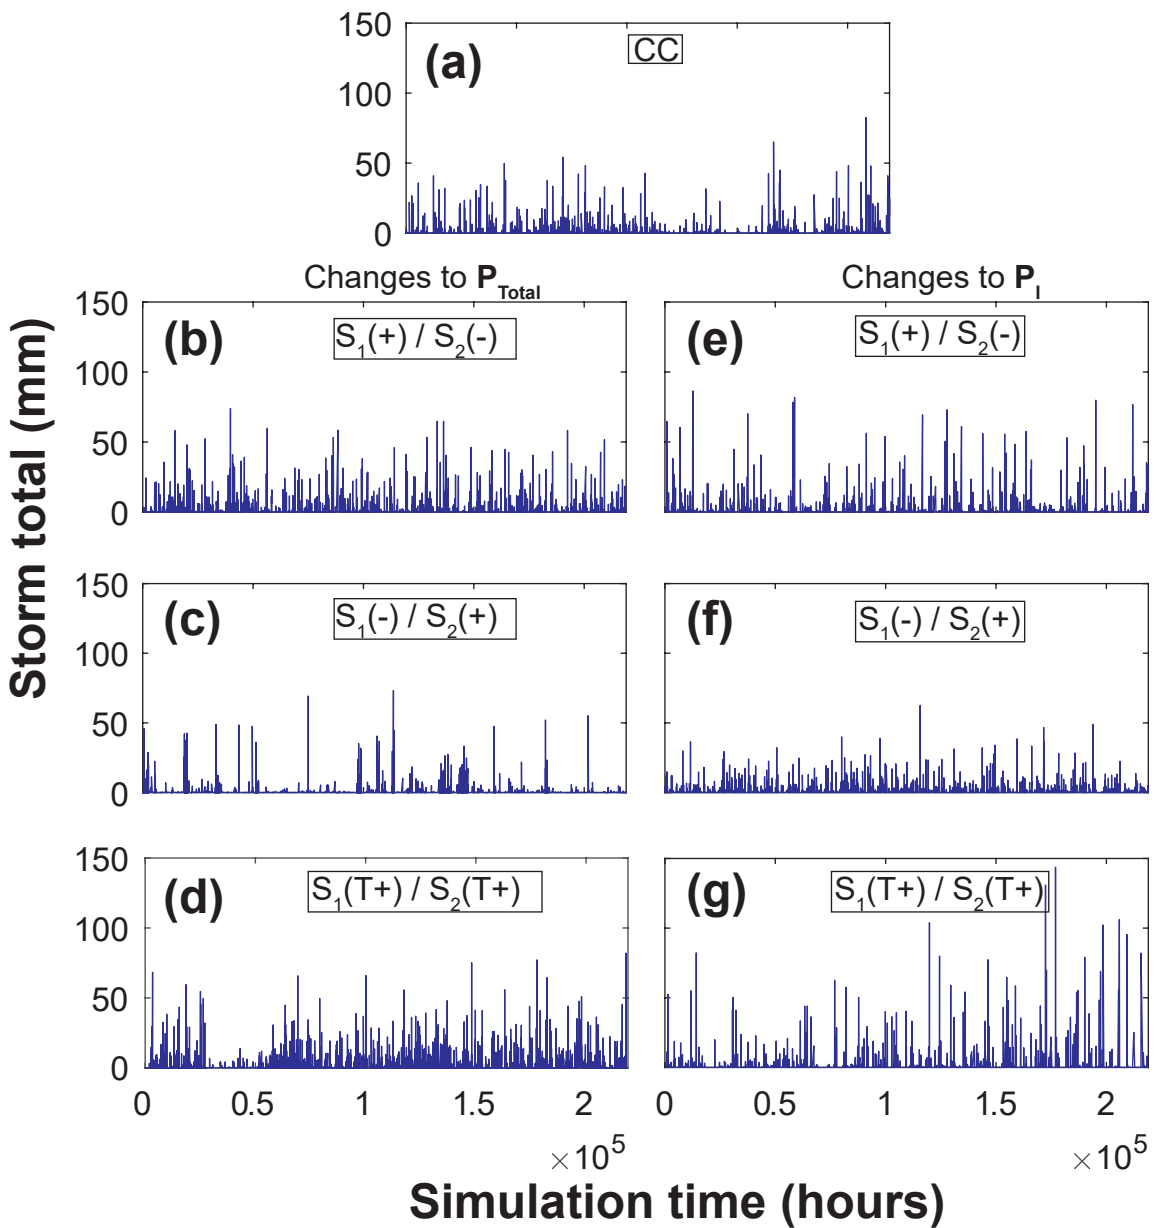 150
100
50
0
(a)
CC
Storm total (mm)
Changes to P_Total
150
100
50
0
(b)
S_1(+) / S_2(-)
150
100
50
0
(c)
S_1(-) / S_2(+)
150
100
50
0
(d)
S_1(T+) / S_2(T+)
0 0.5 1 1.5 2
×10^5
Changes to P_I
(e)
S_1(+) / S_2(-)
(f)
S_1(-) / S_2(+)
(g)
S_1(T+) / S_2(T+)
0 0.5 1 1.5 2
×10^5
Simulation time (hours)